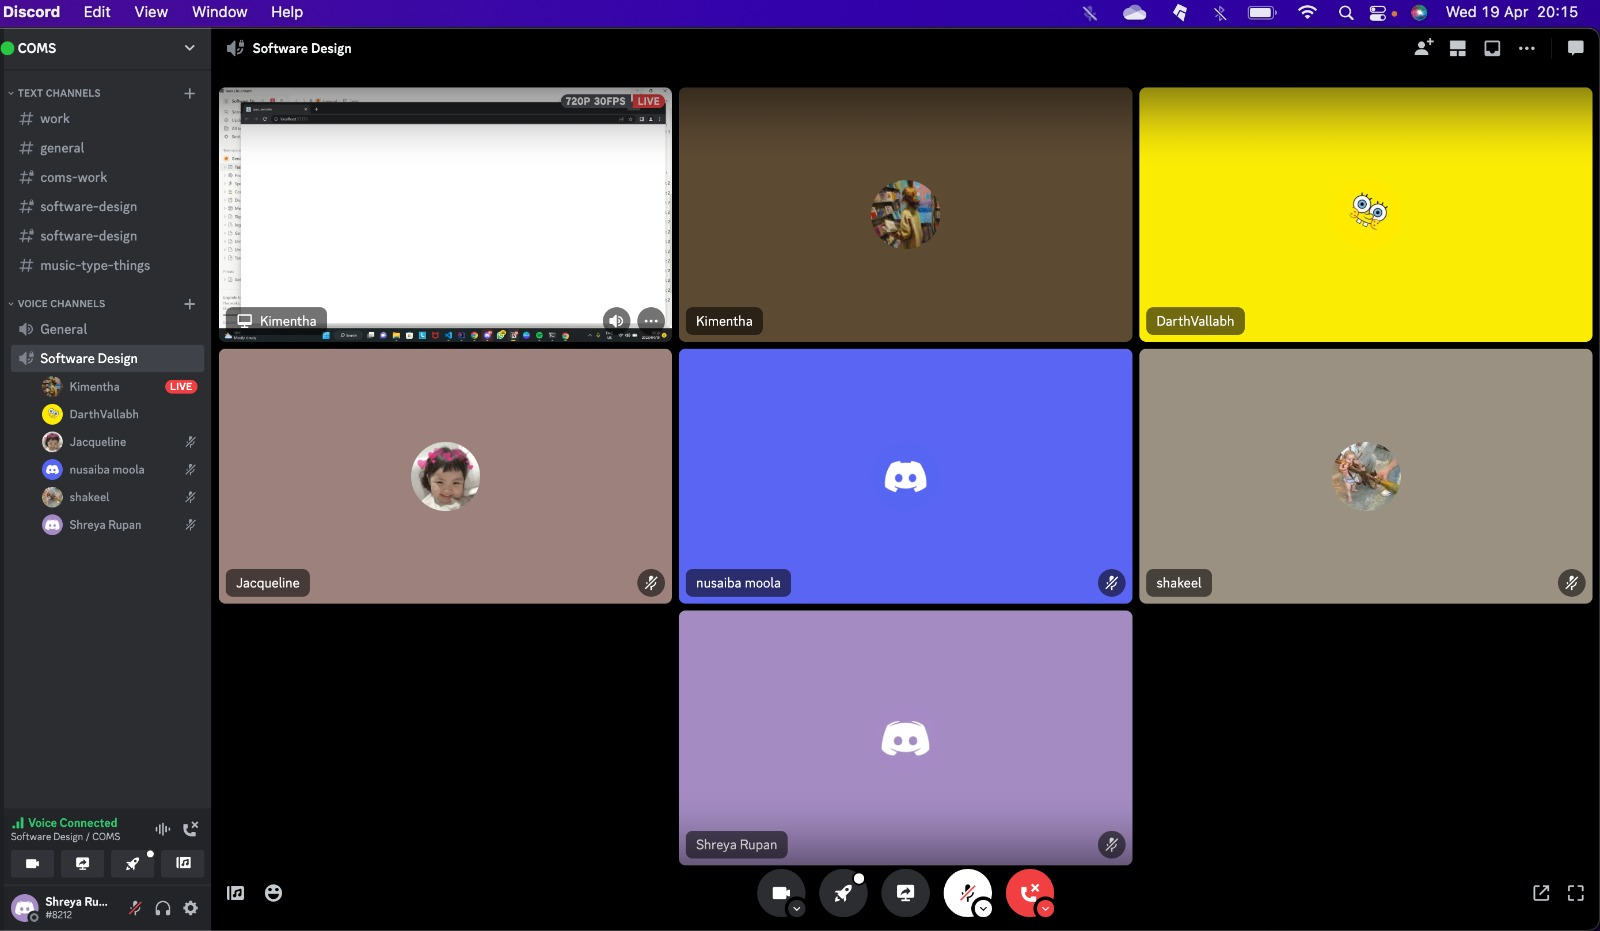 Discord Edit View Window Help Wed 19 Apr 20:15
COMS
Software Design
TEXT CHANNELS
work
general
coms-work
software-design
software-design
music-type-things
VOICE CHANNELS
General
Software Design
Kimentha LIVE
DarthVallabh
Jacqueline
nusaiba moola
shakeel
Shreya Rupan
Voice Connected
Software Design / COMS
Shreya Ru...
#8212
720P 30FPS LIVE
Kimentha
Kimentha
DarthVallabh
Jacqueline
nusaiba moola
shakeel
Shreya Rupan